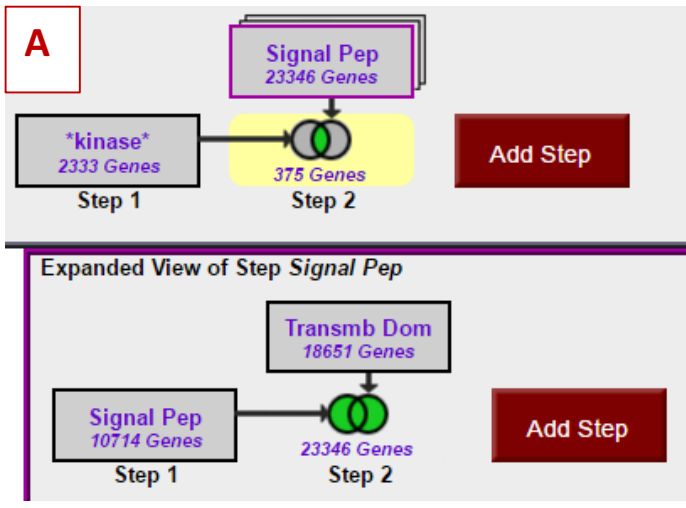 A
Signal Pep
23346 Genes
*kinase*
2333 Genes
Step 1
375 Genes
Step 2
Add Step
Expanded View of Step Signal Pep
Transmb Dom
18651 Genes
Signal Pep
10714 Genes
Step 1
23346 Genes
Step 2
Add Step